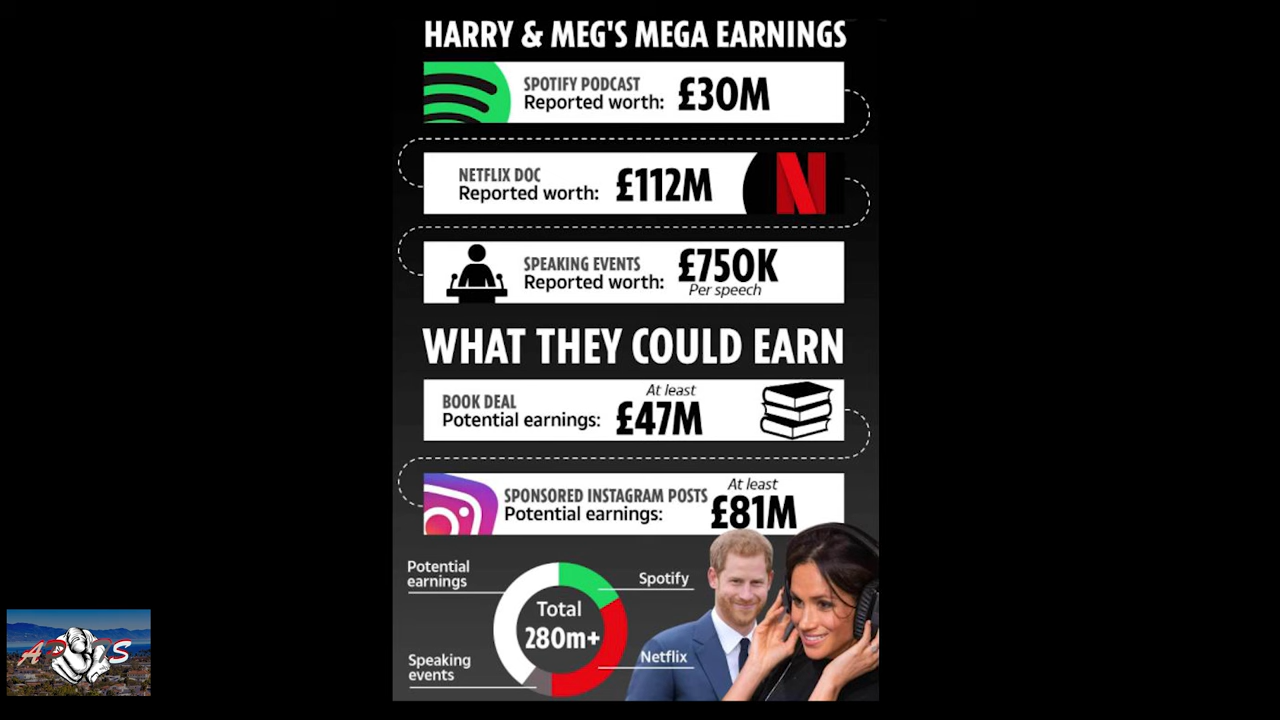 HARRY & MEG'S MEGA EARNINGS
SPOTIFY PODCAST
Reported worth: £30M
NETFLIX DOC
Reported worth: £112M
N
SPEAKING EVENTS
Reported worth: £750K
Per speech
WHAT THEY COULD EARN
BOOK DEAL
At least
Potential earnings: £47M
SPONSORED INSTAGRAM POSTS
At least
Potential earnings: £81M
Potential
earnings
Spotify
Total
280m+
Speaking
events
Netflix